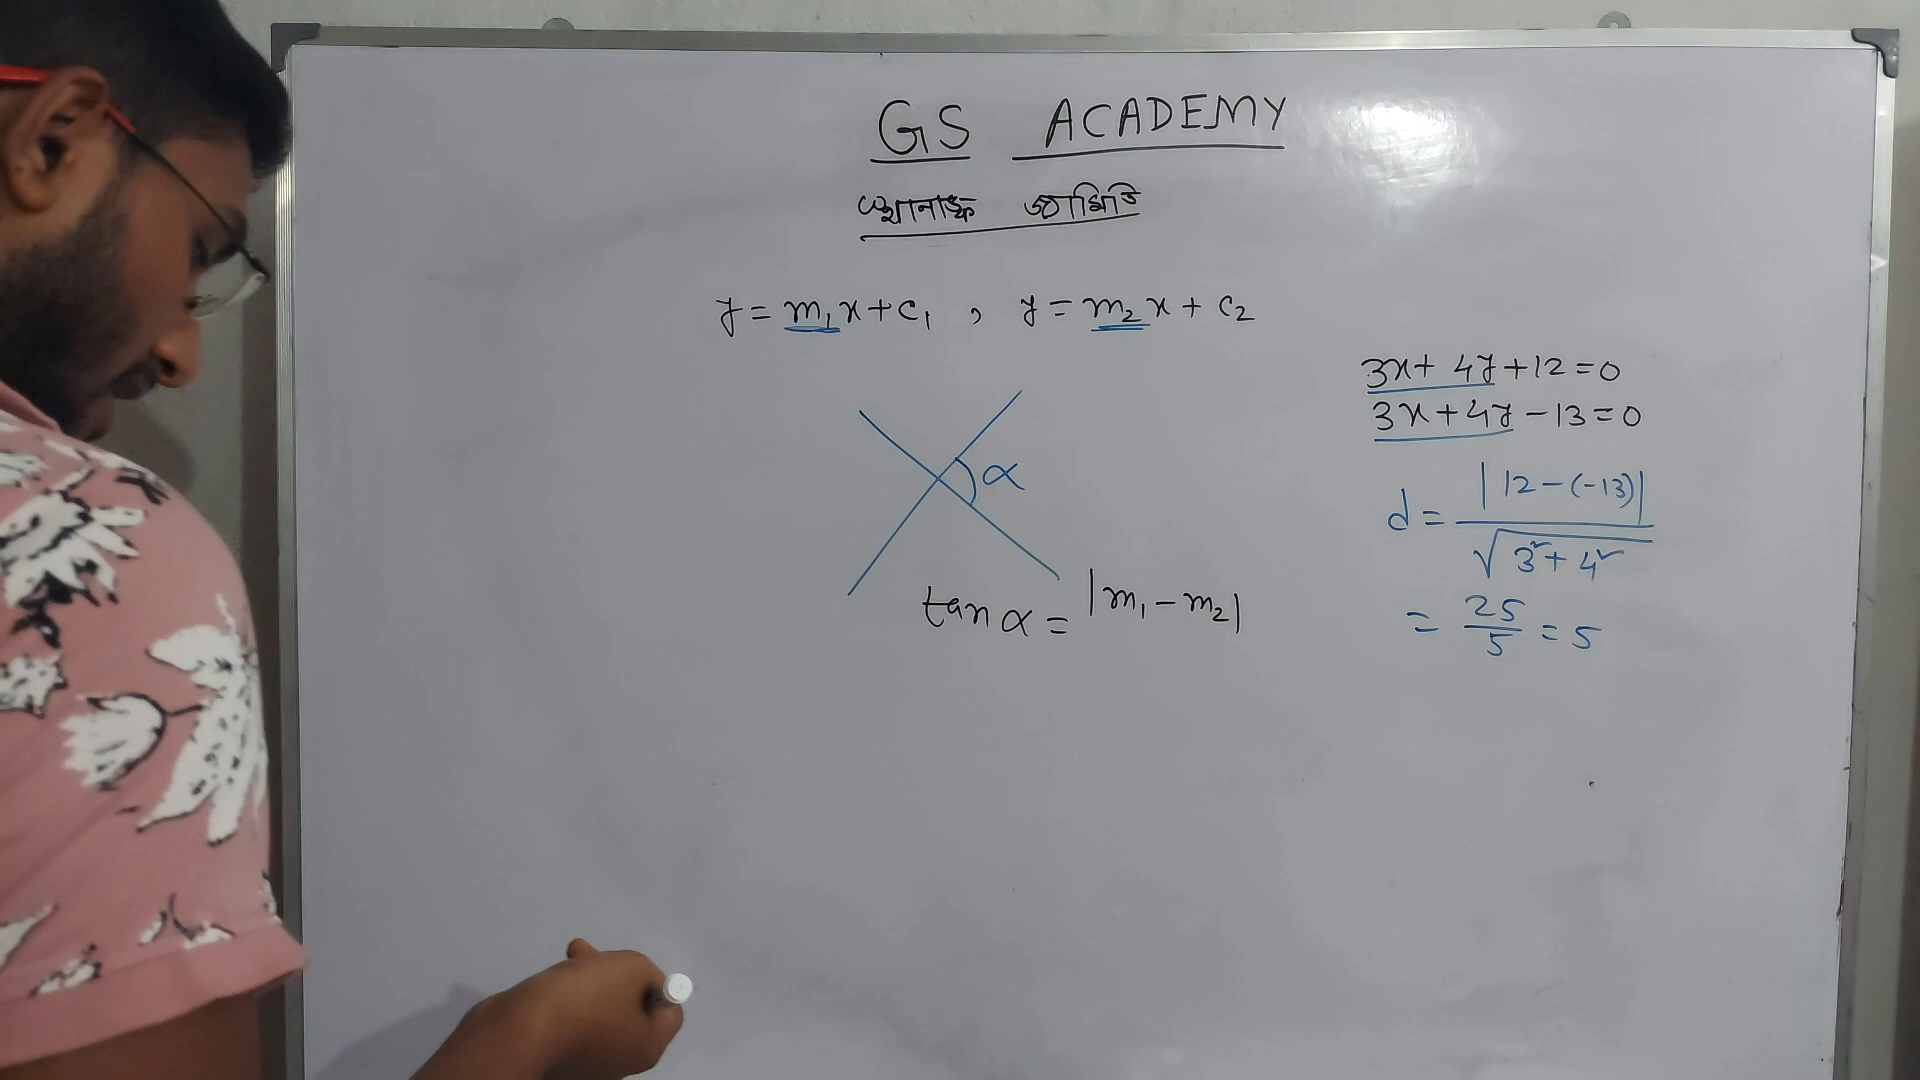 GS ACADEMY
স্থানাঙ্ক জ্যামিতি
y = m₁x + c₁ , y = m₂x + c₂
3x + 4y + 12 = 0
3x + 4y - 13 = 0
α
d = |12 - (-13)| / √3² + 4²
tan α = |m₁ - m₂|
= 25/5 = 5